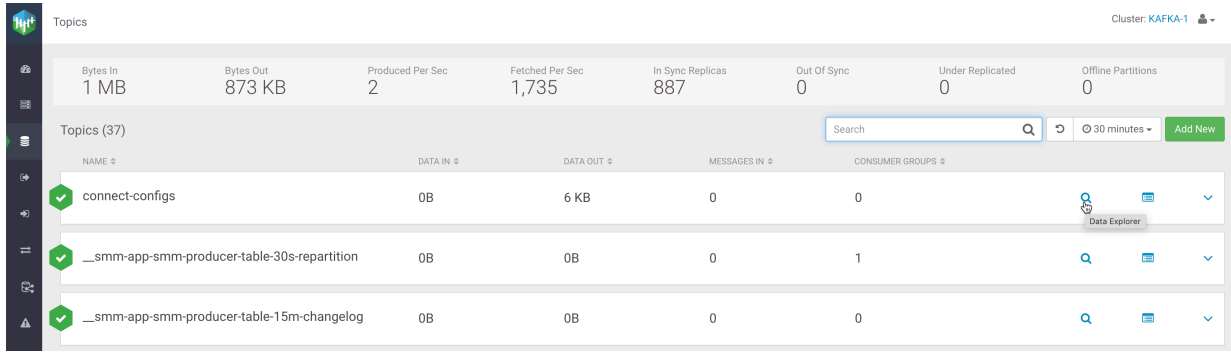 Topics
Cluster: KAFKA-1
Bytes In
1 MB
Bytes Out
873 KB
Produced Per Sec
2
Fetched Per Sec
1,735
In Sync Replicas
887
Out Of Sync
0
Under Replicated
0
Offline Partitions
0
Topics (37)
Search
30 minutes
Add New
NAME DATA IN DATA OUT MESSAGES IN CONSUMER GROUPS
connect-configs 0B 6 KB 0 0
Data Explorer
__smm-app-smm-producer-table-30s-repartition 0B 0B 0 1
__smm-app-smm-producer-table-15m-changelog 0B 0B 0 0